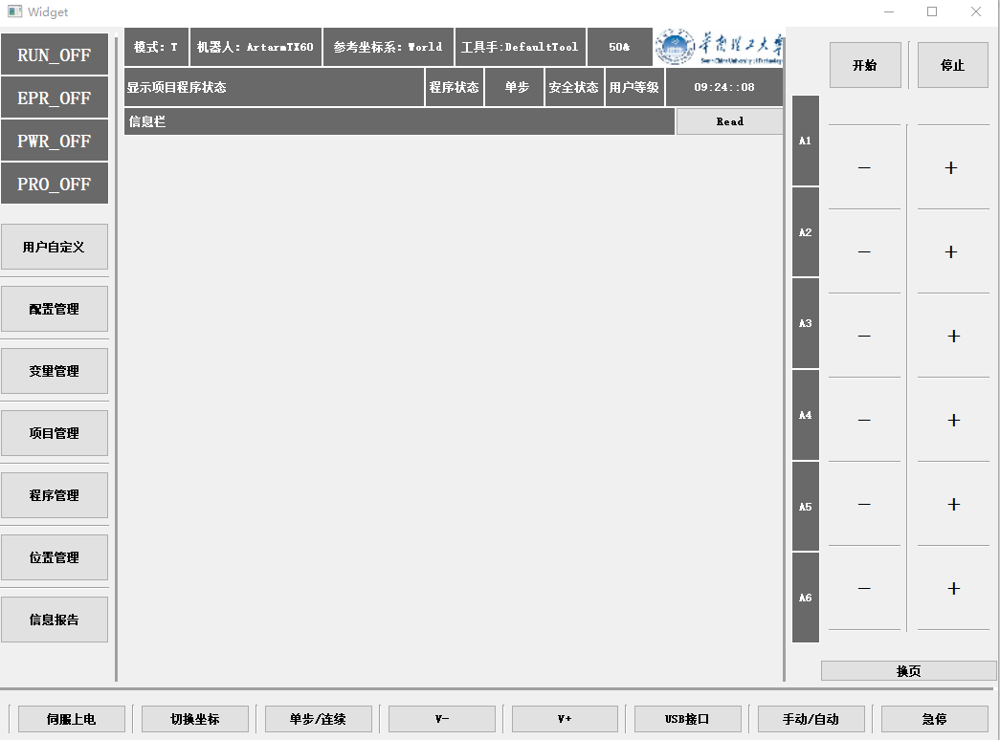 Widget
RUN_OFF
EPR_OFF
PWR_OFF
PRO_OFF
用户自定义
配置管理
变量管理
项目管理
程序管理
位置管理
信息报告
模式: T 机器人: ArtarmTX60 参考坐标系: World 工具手:DefaultTool 50& 华南理工大学
South China University of Technology
显示项目程序状态 程序状态 单步 安全状态 用户等级 09:24::08
信息栏 Read
开始 停止
A1 — +
A2 — +
A3 — +
A4 — +
A5 — +
A6 — +
换页
伺服上电 切换坐标 单步/连续 V- V+ USB接口 手动/自动 急停